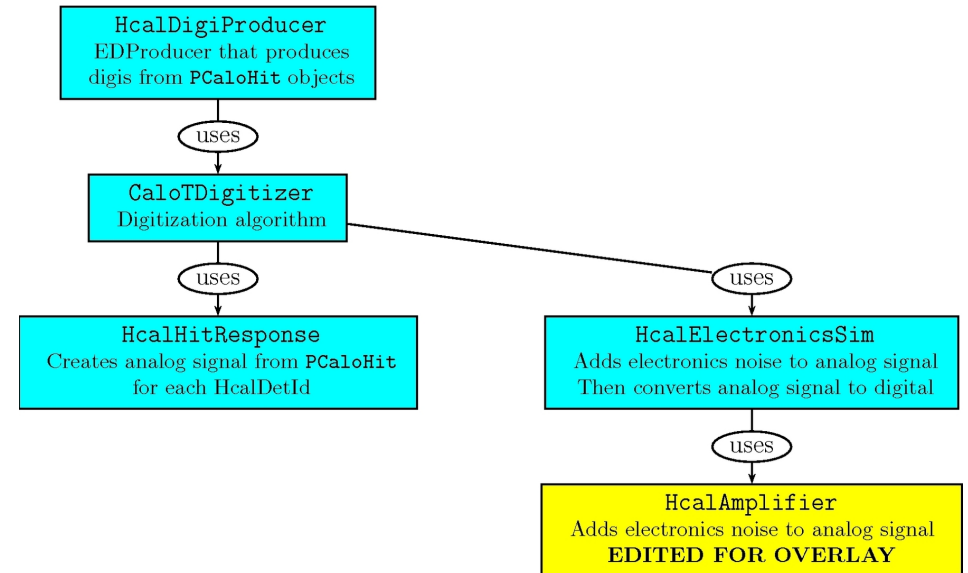 HcalDigiProducer
EDProducer that produces
digis from PCaloHit objects
uses
CaloTDigitizer
Digitization algorithm
uses
uses
HcalHitResponse
Creates analog signal from PCaloHit
for each HcalDetId
HcalElectronicsSim
Adds electronics noise to analog signal
Then converts analog signal to digital
uses
HcalAmplifier
Adds electronics noise to analog signal
EDITED FOR OVERLAY